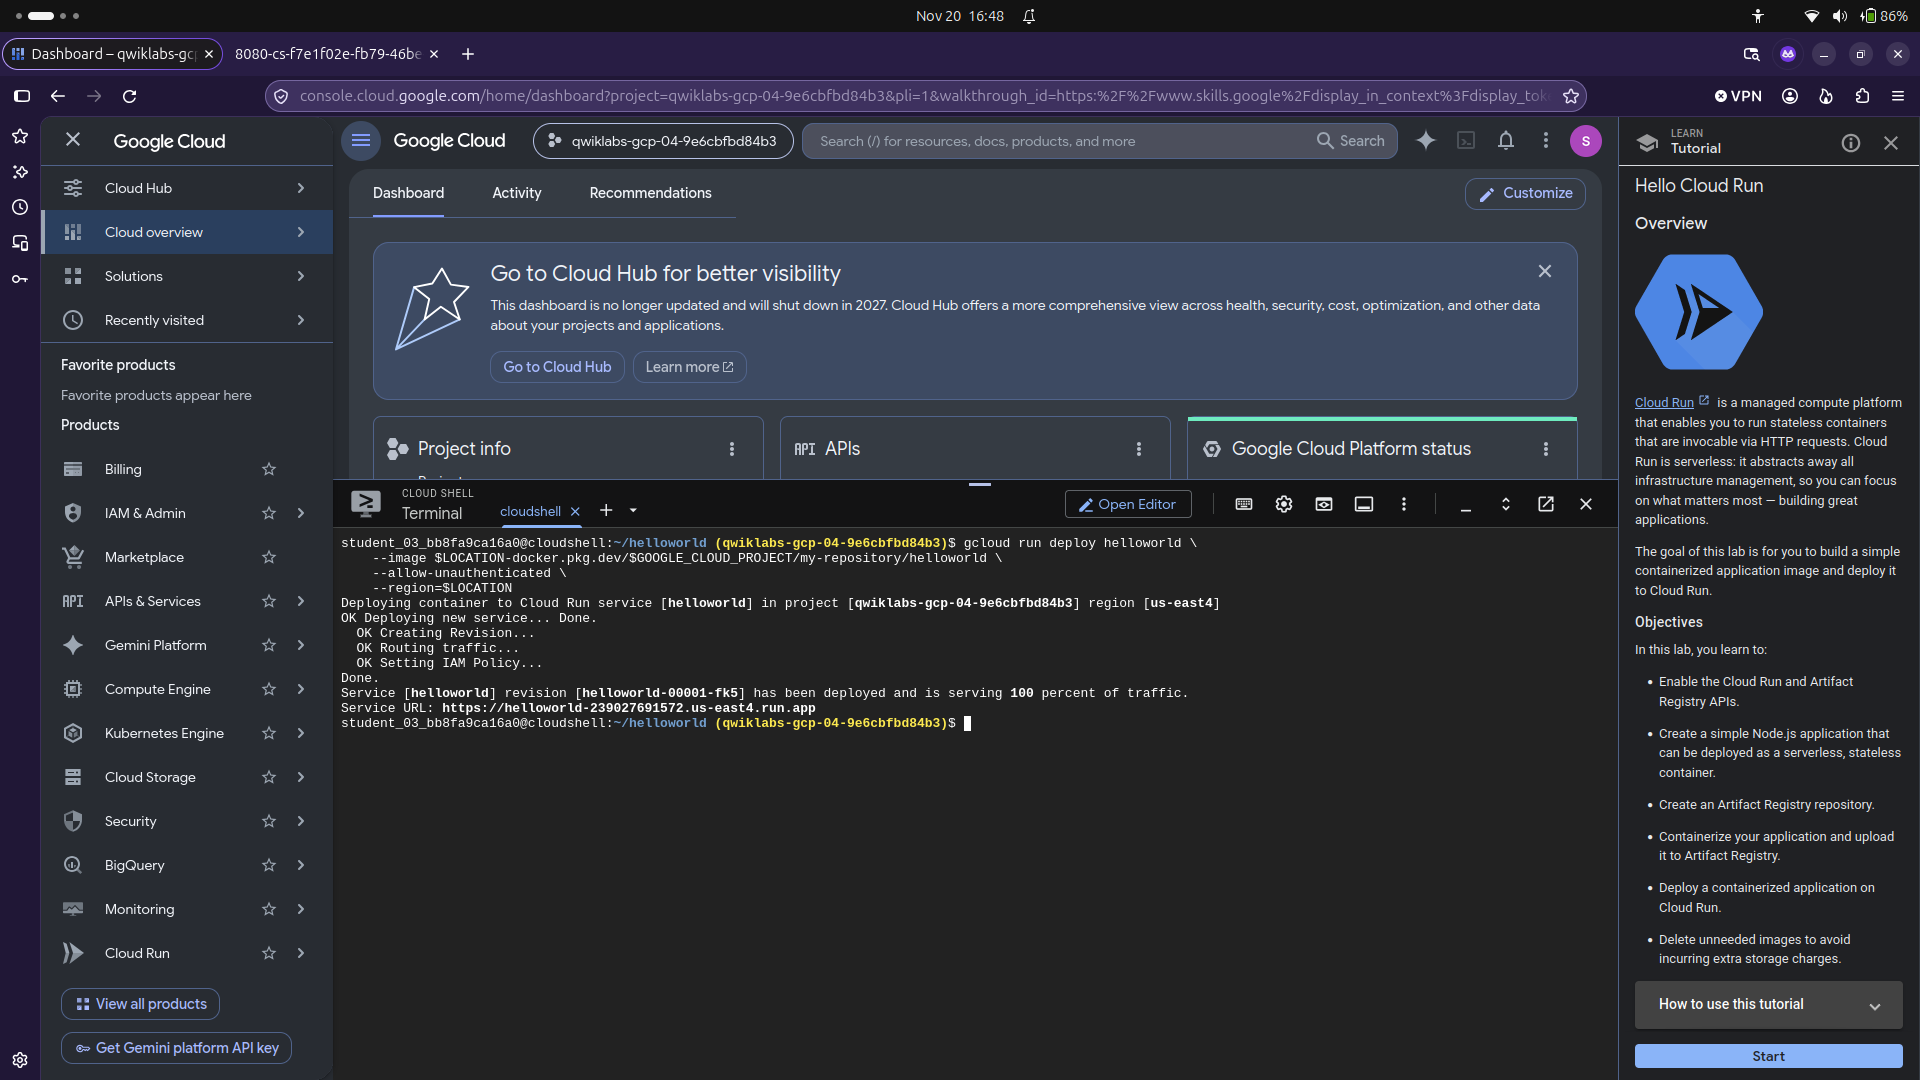 Nov 20 16:48
86%
Dashboard – qwiklabs-gc
8080-cs-f7e1f02e-fb79-46be
console.cloud.google.com/home/dashboard?project=qwiklabs-gcp-04-9e6cbfbd84b3&pli=1&walkthrough_id=https:%2F%2Fwww.skills.google%2Fdisplay_in_context%3Fdisplay_toke
VPN
Google Cloud
Cloud Hub
Cloud overview
Solutions
Recently visited
Favorite products
Favorite products appear here
Products
Billing
IAM & Admin
Marketplace
APIs & Services
Gemini Platform
Compute Engine
Kubernetes Engine
Cloud Storage
Security
BigQuery
Monitoring
Cloud Run
View all products
Get Gemini platform API key
Google Cloud
qwiklabs-gcp-04-9e6cbfbd84b3
Search (/) for resources, docs, products, and more
Search
S
Dashboard
Activity
Recommendations
Customize
Go to Cloud Hub for better visibility
This dashboard is no longer updated and will shut down in 2027. Cloud Hub offers a more comprehensive view across health, security, cost, optimization, and other data
about your projects and applications.
Go to Cloud Hub
Learn more
Project info
API APIs
Google Cloud Platform status
CLOUD SHELL
Terminal
cloudshell
Open Editor
student_03_bb8fa9ca16a0@cloudshell:~/helloworld (qwiklabs-gcp-04-9e6cbfbd84b3)$ gcloud run deploy helloworld \
--image $LOCATION-docker.pkg.dev/$GOOGLE_CLOUD_PROJECT/my-repository/helloworld \
--allow-unauthenticated \
--region=$LOCATION
Deploying container to Cloud Run service [helloworld] in project [qwiklabs-gcp-04-9e6cbfbd84b3] region [us-east4]
OK Deploying new service... Done.
OK Creating Revision...
OK Routing traffic...
OK Setting IAM Policy...
Done.
Service [helloworld] revision [helloworld-00001-fk5] has been deployed and is serving 100 percent of traffic.
Service URL: https://helloworld-239027691572.us-east4.run.app
student_03_bb8fa9ca16a0@cloudshell:~/helloworld (qwiklabs-gcp-04-9e6cbfbd84b3)$
LEARN
Tutorial
Hello Cloud Run
Overview
Cloud Run is a managed compute platform
that enables you to run stateless containers
that are invocable via HTTP requests. Cloud
Run is serverless: it abstracts away all
infrastructure management, so you can focus
on what matters most — building great
applications.
The goal of this lab is for you to build a simple
containerized application image and deploy it
to Cloud Run.
Objectives
In this lab, you learn to:
• Enable the Cloud Run and Artifact
Registry APIs.
• Create a simple Node.js application that
can be deployed as a serverless, stateless
container.
• Create an Artifact Registry repository.
• Containerize your application and upload
it to Artifact Registry.
• Deploy a containerized application on
Cloud Run.
• Delete unneeded images to avoid
incurring extra storage charges.
How to use this tutorial
Start